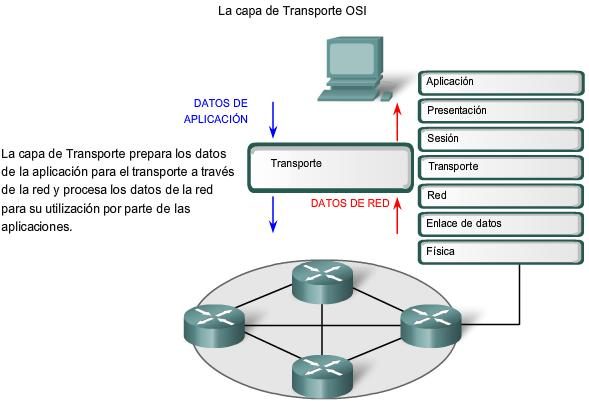 La capa de Transporte OSI
DATOS DE
APLICACIÓN
La capa de Transporte prepara los datos
de la aplicación para el transporte a través
de la red y procesa los datos de la red
para su utilización por parte de las
aplicaciones.
Transporte
DATOS DE RED
Aplicación
Presentación
Sesión
Transporte
Red
Enlace de datos
Física